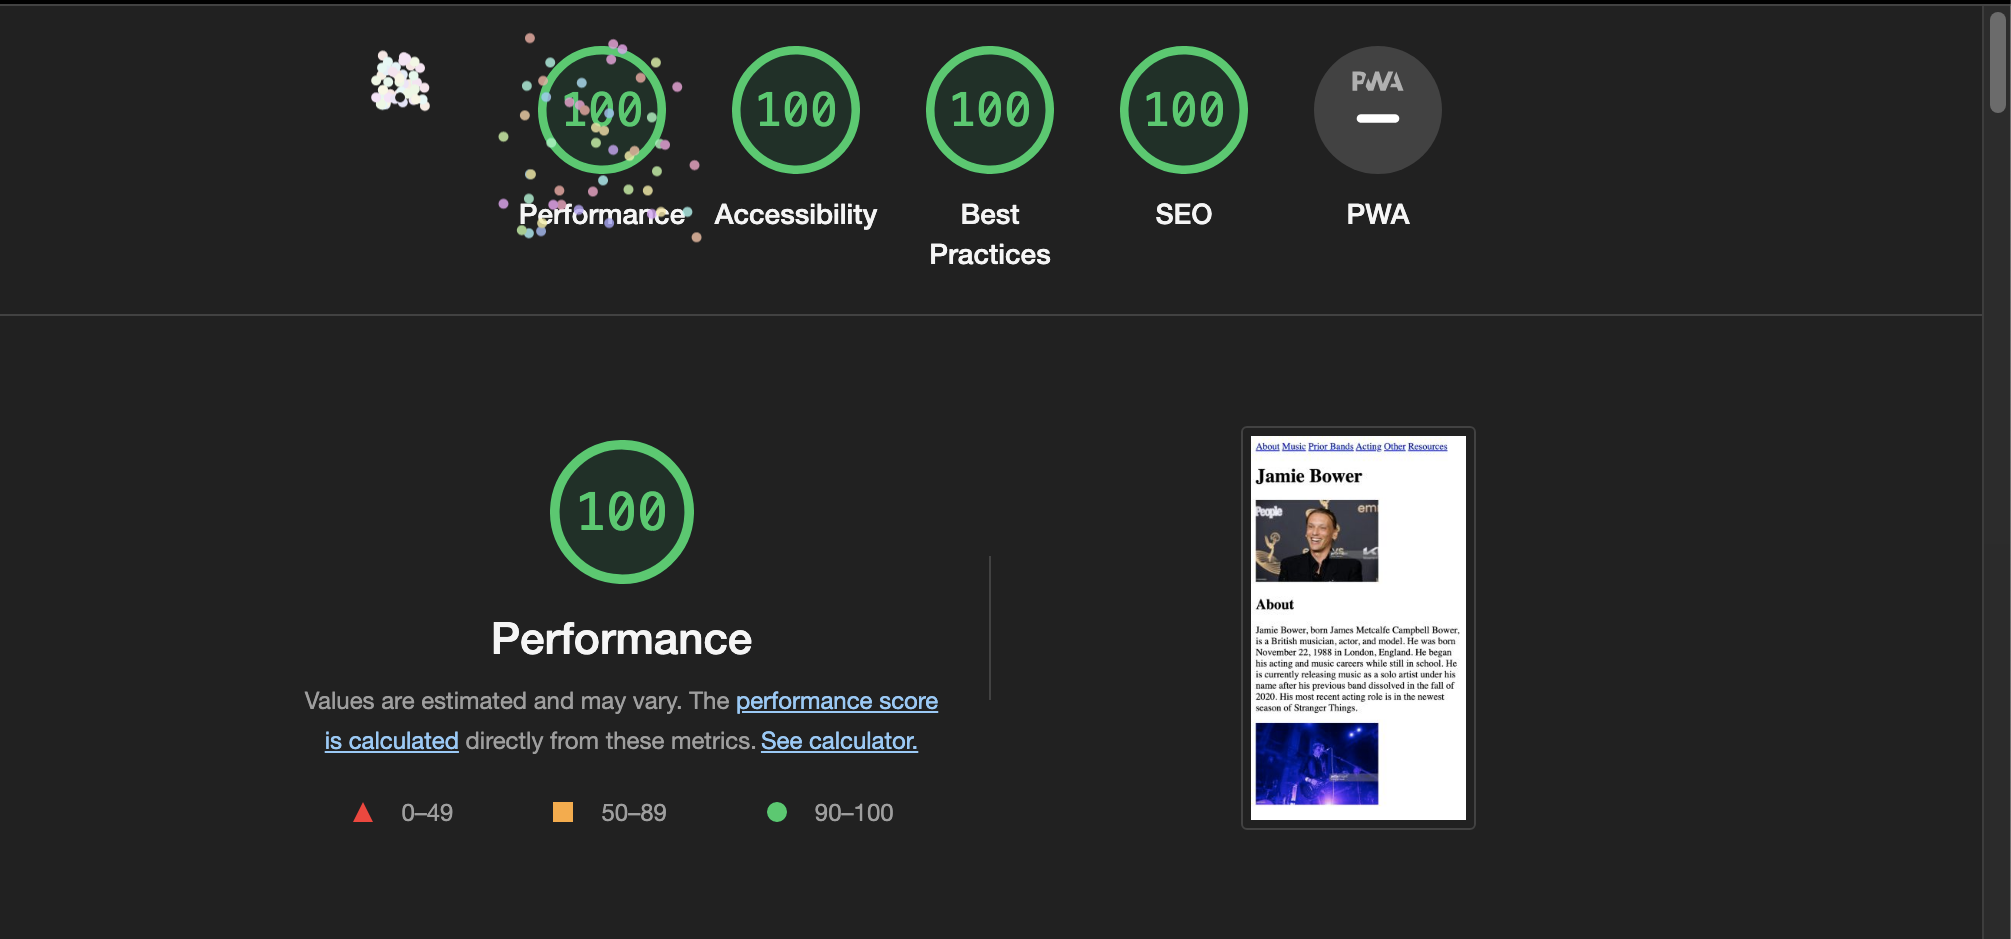 100
100
100
100
PWA
Performance
Accessibility
Best
Practices
SEO
PWA
100
Performance
Values are estimated and may vary. The performance score
is calculated directly from these metrics. See calculator.
0–49
50–89
90–100
About Music Prior Bands Acting Other Resources
Jamie Bower
People
em
About
Jamie Bower, born James Metcalfe Campbell Bower,
is a British musician, actor, and model. He was born
November 22, 1988 in London, England. He began
his acting and music careers while still in school. He
is currently releasing music as a solo artist under his
name after his previous band dissolved in the fall of
2020. His most recent acting role is in the newest
season of Stranger Things.